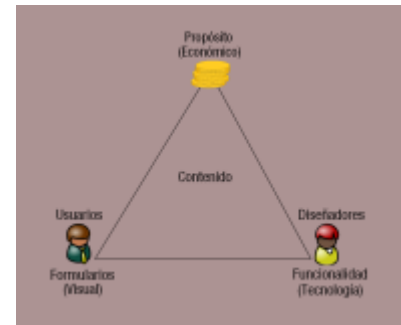 Propósito
(Económico)
Contenido
Usuarios
Diseñadores
Formularios
(Visual)
Funcionalidad
(Tecnología)